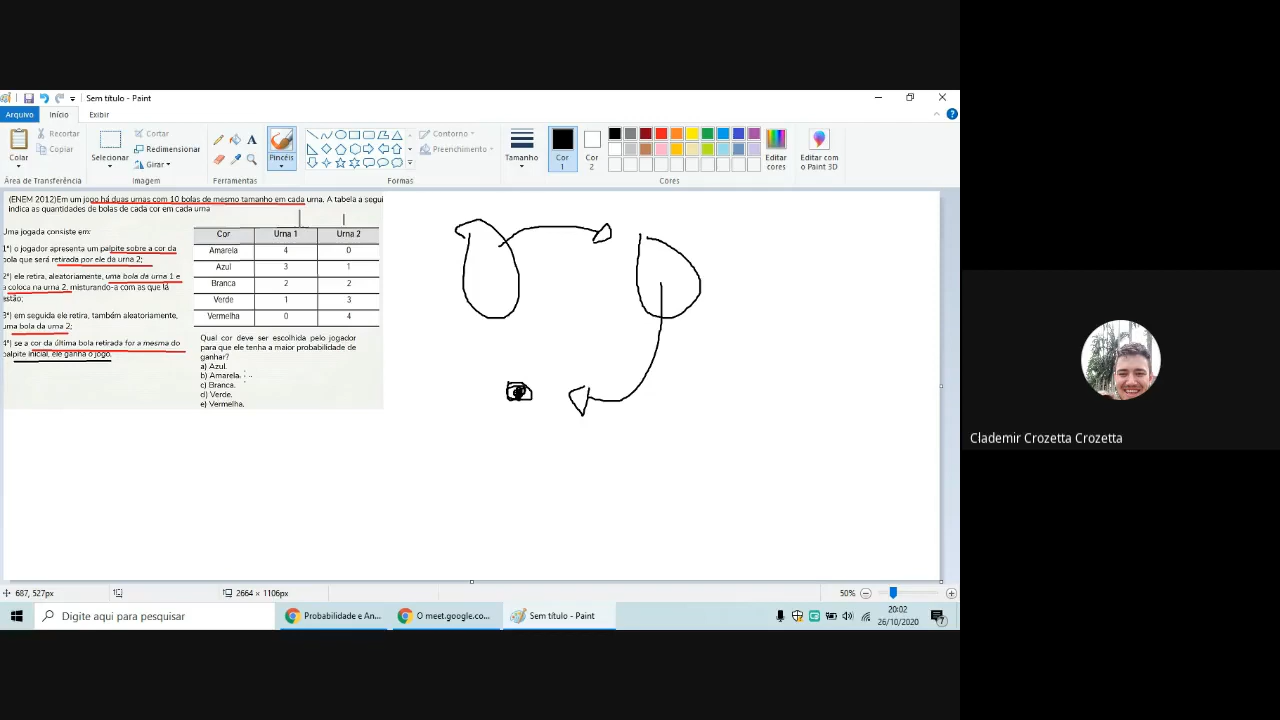 Sem título - Paint
Arquivo Início Exibir
Colar
Recortar
Copiar
Área de Transferência
Selecionar
Cortar
Redimensionar
Girar
Imagem
A
Ferramentas
Pincéis
Contorno
Preenchimento
Formas
Tamanho
Cor 1
Cor 2
Cores
Editar cores
Editar com o Paint 3D
(ENEM 2012)Em um jogo há duas urnas com 10 bolas de mesmo tamanho em cada urna. A tabela a segui
indica as quantidades de bolas de cada cor em cada urna
Uma jogada consiste em:
1°) o jogador apresenta um palpite sobre a cor da
bola que será retirada por ele da urna 2;
2°) ele retira, aleatoriamente, uma bola da urna 1 e
a coloca na urna 2, misturando-a com as que lá
estão;
3°) em seguida ele retira, também aleatoriamente,
uma bola da urna 2;
4°) se a cor da última bola retirada for a mesma do
palpite inicial, ele ganha o jogo.
Cor Urna 1 Urna 2
Amarela 4 0
Azul 3 1
Branca 2 2
Verde 1 3
Vermelha 0 4
Qual cor deve ser escolhida pelo jogador
para que ele tenha a maior probabilidade de
ganhar?
a) Azul.
b) Amarela.
c) Branca.
d) Verde.
e) Vermelha.
Clademir Crozetta Crozetta
687, 527px
2664 × 1106px
50%
Digite aqui para pesquisar
Probabilidade e An...
O meet.google.co...
Sem título - Paint
20:02
26/10/2020